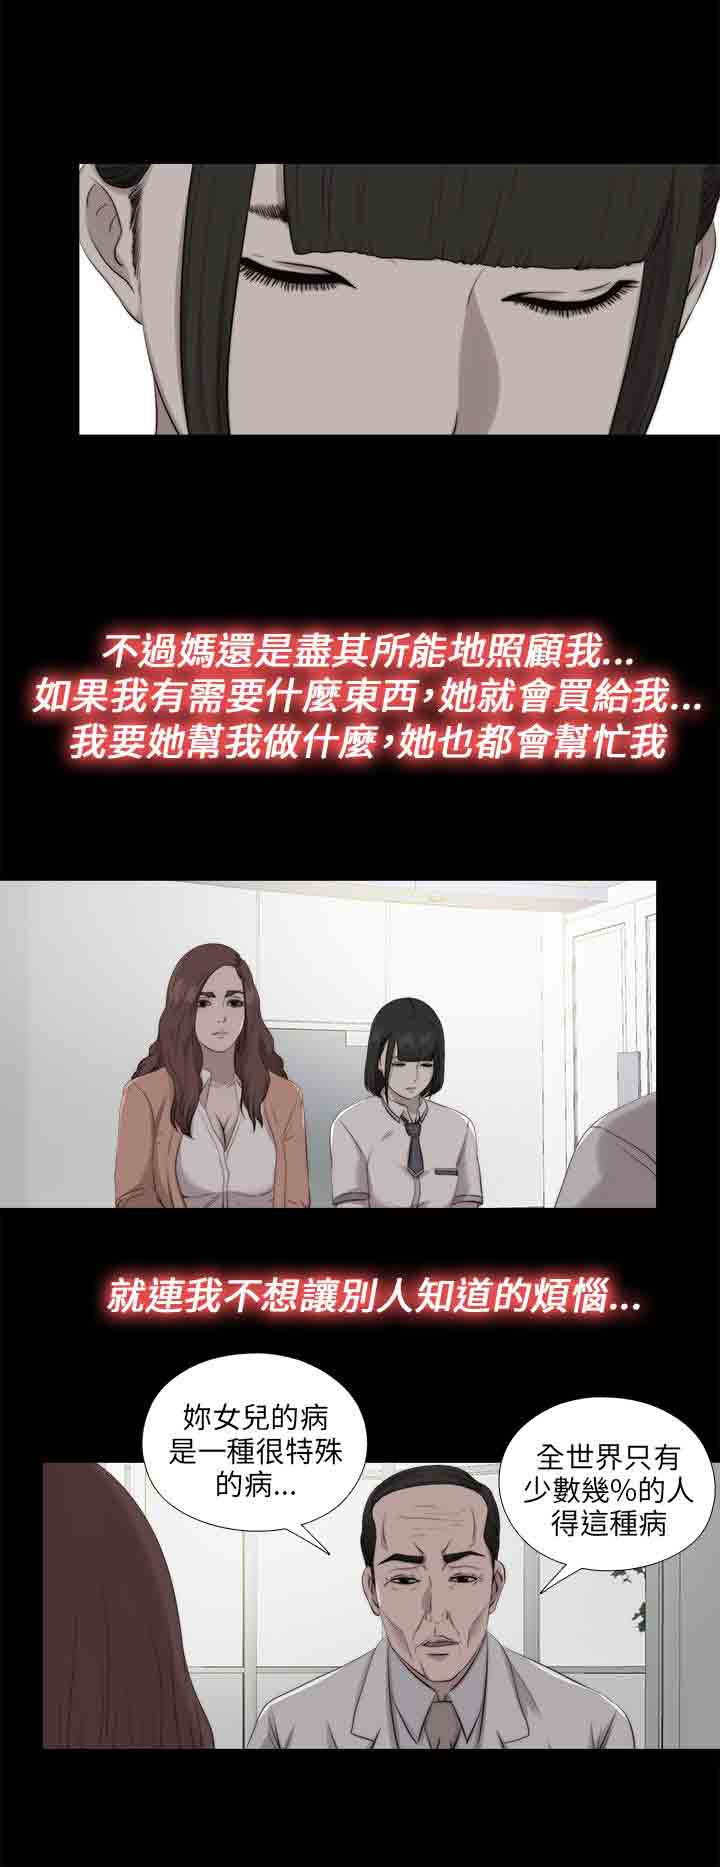 不過媽還是盡其所能地照顧我...
如果我有需要什麼東西,她就會買給我...
我要她幫我做什麼,她也都會幫忙我
就連我不想讓別人知道的煩惱...
妳女兒的病
是一種很特殊
的病...
全世界只有
少數幾%的人
得這種病